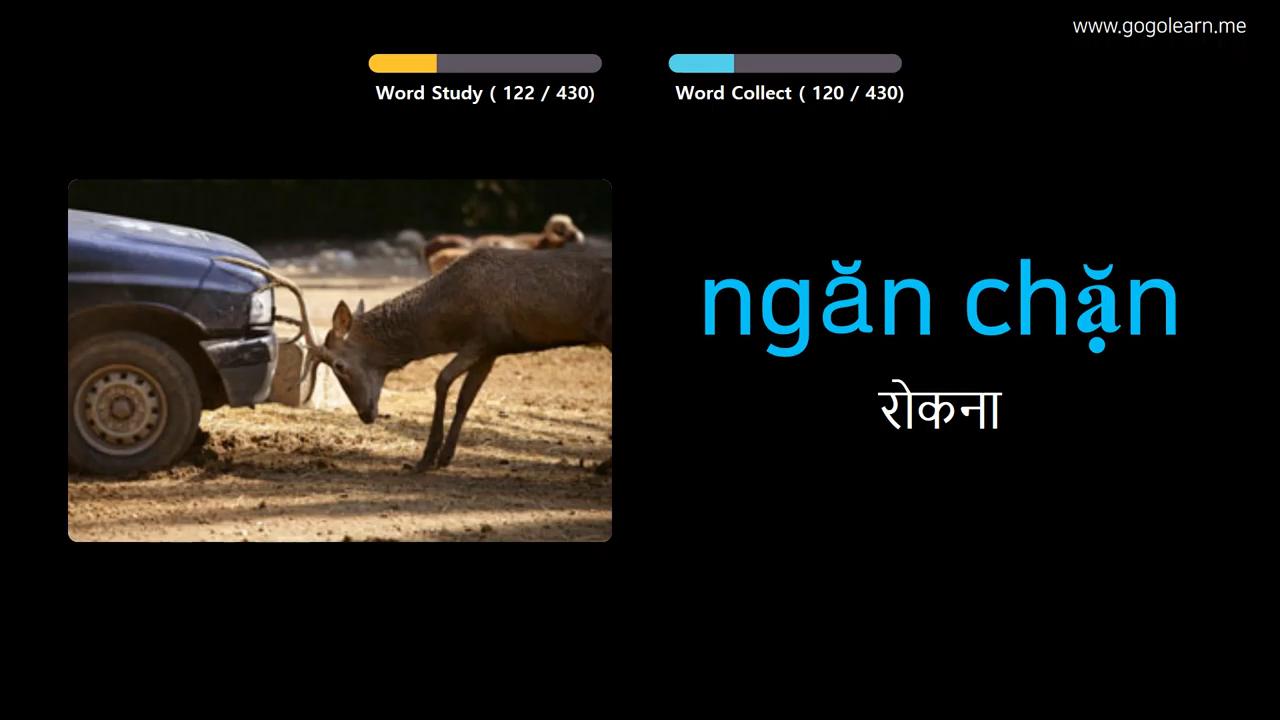 www.gogolearn.me
Word Study ( 122 / 430)
Word Collect ( 120 / 430)
ngăn chặn
रोकना